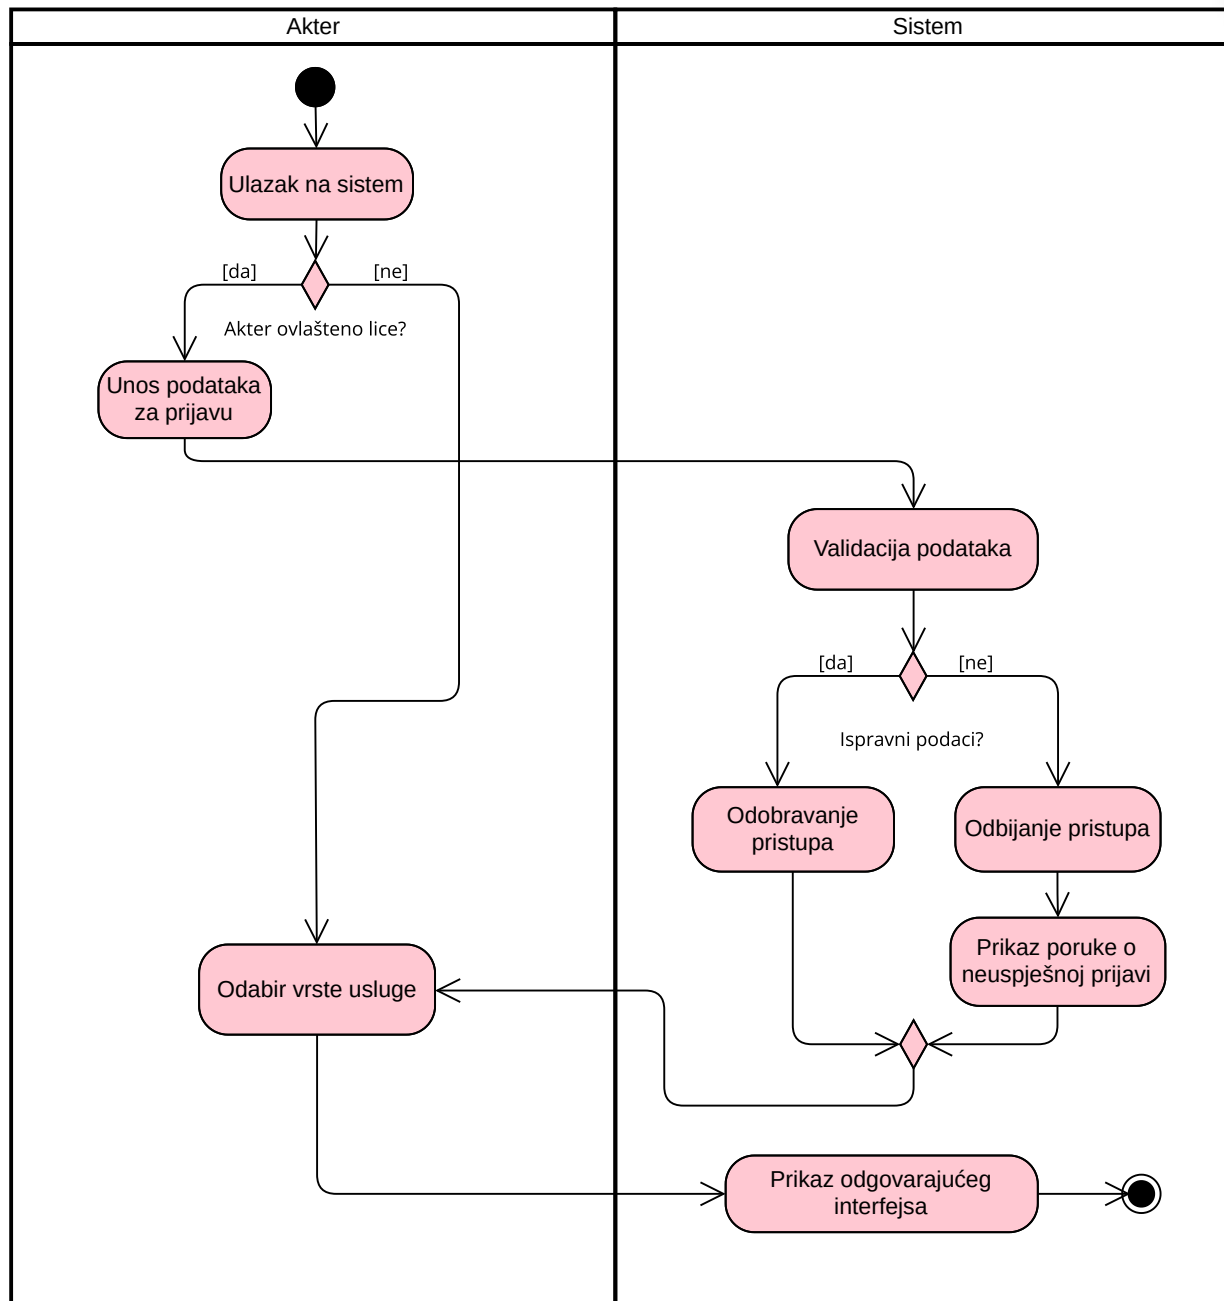 Akter
Sistem
Ulazak na sistem
[da]
[ne]
Akter ovlašteno lice?
Unos podataka
za prijavu
Validacija podataka
[da]
[ne]
Ispravni podaci?
Odobravanje
pristupa
Odbijanje pristupa
Prikaz poruke o
neuspješnoj prijavi
Odabir vrste usluge
Prikaz odgovarajućeg
interfejsa